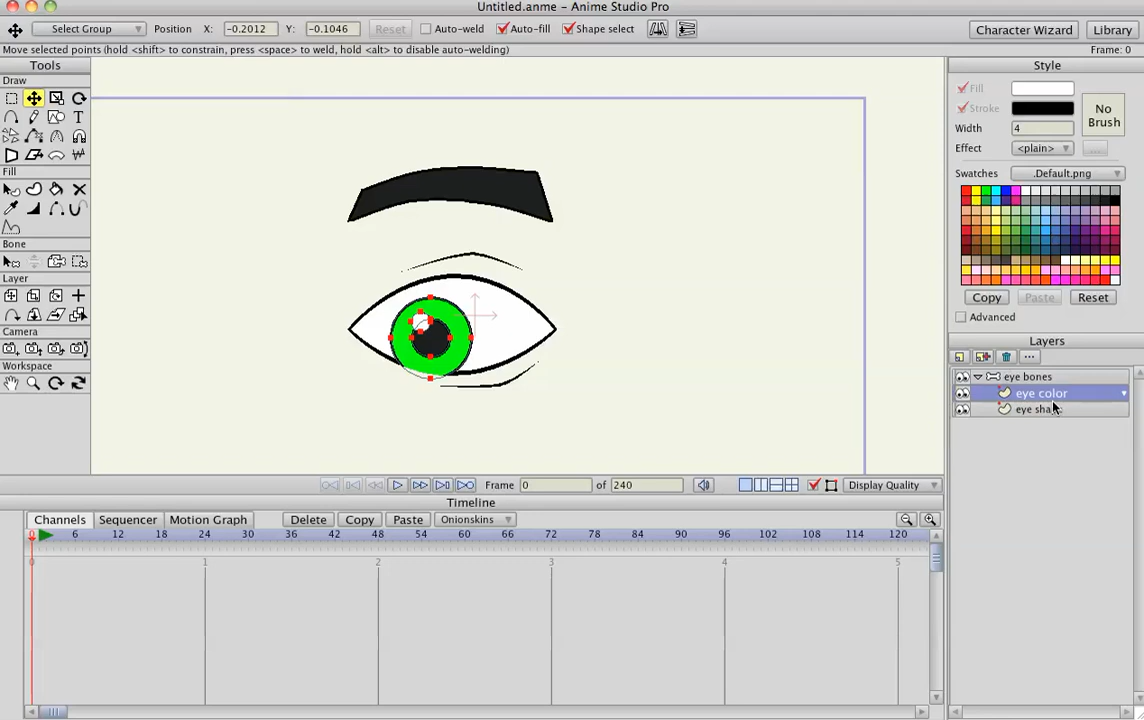 Untitled.anme - Anime Studio Pro
Select Group Position X: -0.2012 Y: -0.1046 Reset Auto-weld Auto-fill Shape select Character Wizard Library
Move selected points (hold <shift> to constrain, press <space> to weld, hold <alt> to disable auto-welding) Frame: 0
Tools
Draw
T
Fill
Bone
Layer
Camera
Workspace
Style
Fill
Stroke
No Brush
Width 4
Effect <plain> ...
Swatches .Default.png
Copy Paste Reset
Advanced
Layers
...
eye bones
eye color
eye sha
Frame 0 of 240 Display Quality
Timeline
Channels Sequencer Motion Graph Delete Copy Paste Onionskins
0 6 12 18 24 30 36 42 48 54 60 66 72 78 84 90 96 102 108 114 120
0 1 2 3 4 5